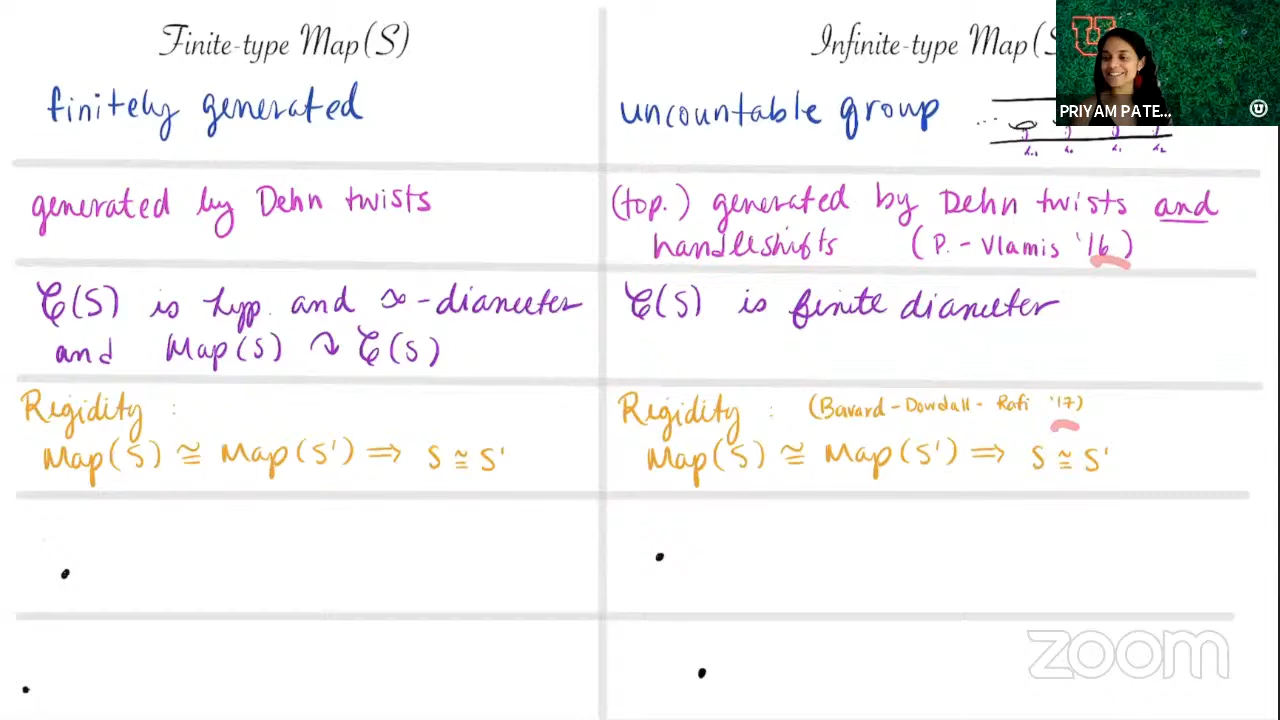 Finite-type Map(S)
Infinite-type Map(S
finitely generated
uncountable group
PRIYAM PATE...
generated by Dehn twists
(top.) generated by Dehn twists and
handleshifts (P. - Vlamis '16)
𝒞(S) is hyp. and ∞-diameter
and Map(S) ↷ 𝒞(S)
𝒞(S) is finite diameter
Rigidity :
Map(S) ≅ Map(S') ⇒ S ≅ S'
Rigidity : (Bavard - Dowdall - Rafi '17)
Map(S) ≅ Map(S') ⇒ S ≅ S'
zoom